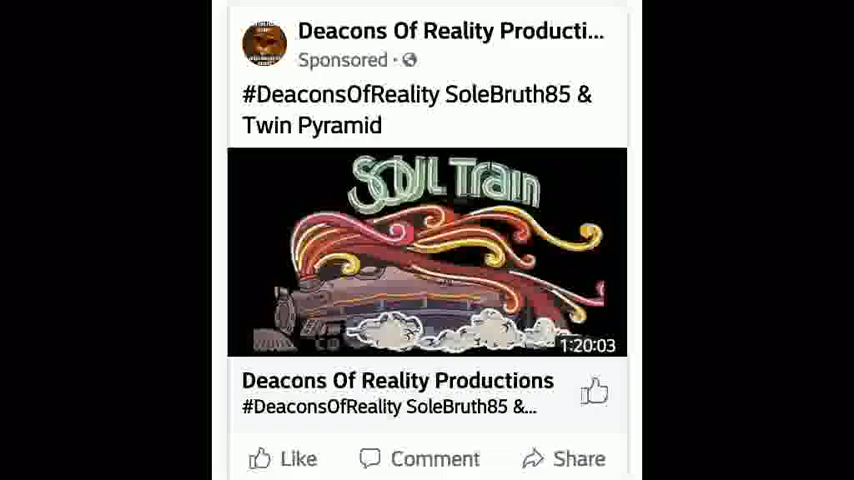 Deacons Of Reality Producti...
Sponsored ·
#DeaconsOfReality SoleBruth85 &
Twin Pyramid
SOUL Train
1:20:03
Deacons Of Reality Productions
#DeaconsOfReality SoleBruth85 &...
Like Comment Share